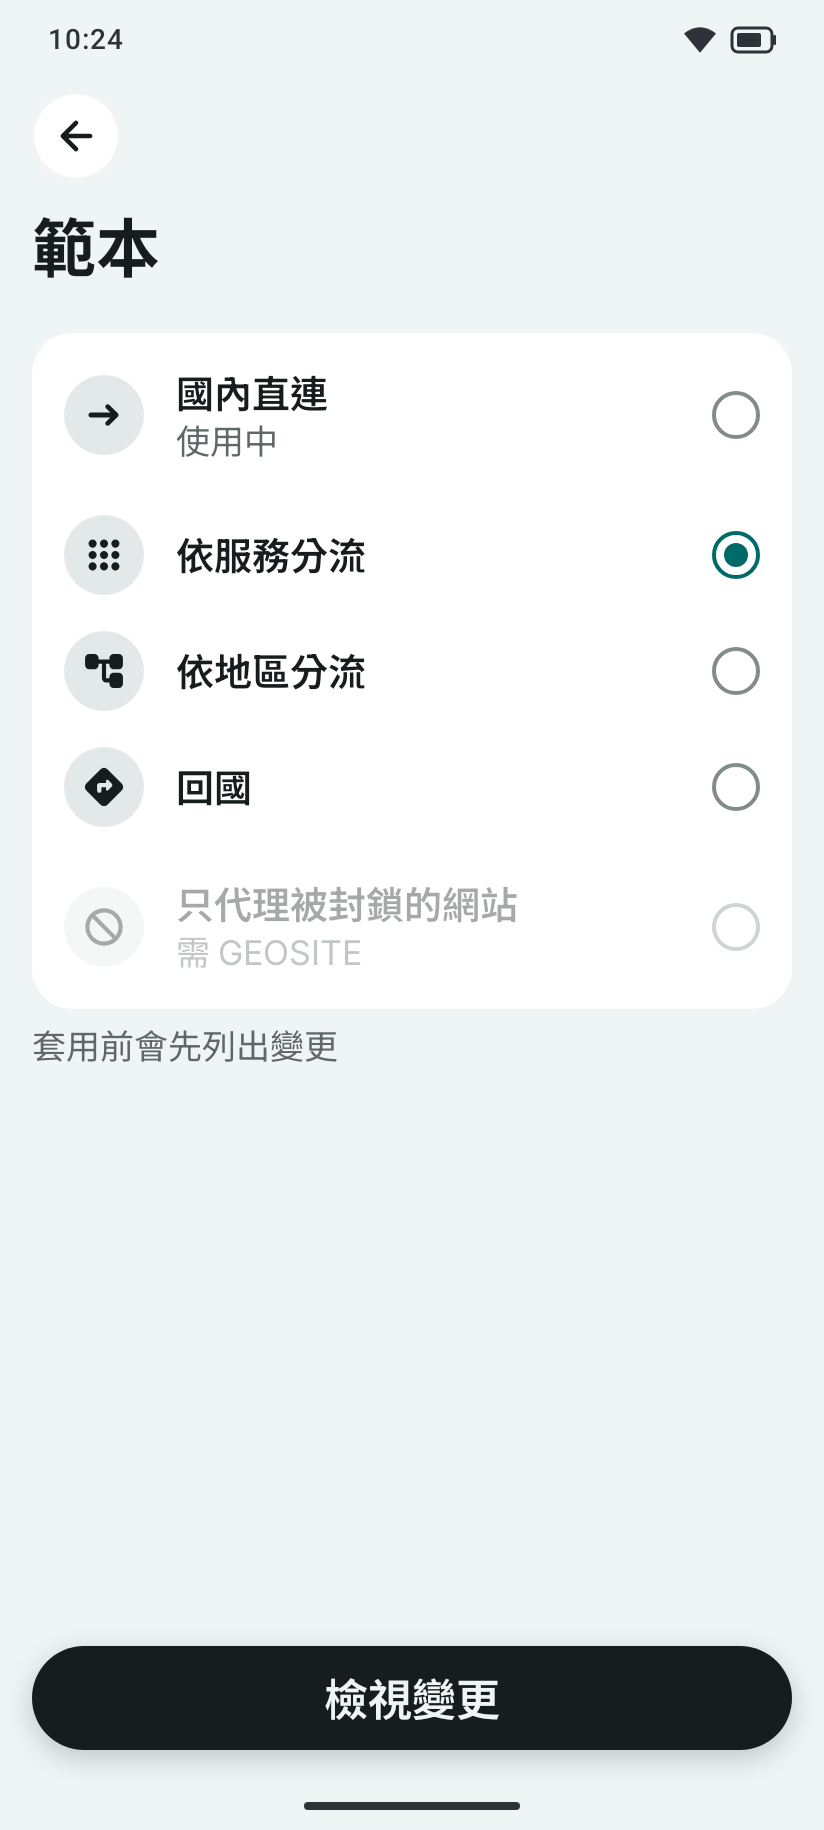 10:24
範本
國內直連
使用中
依服務分流
依地區分流
回國
只代理被封鎖的網站
需 GEOSITE
套用前會先列出變更
檢視變更